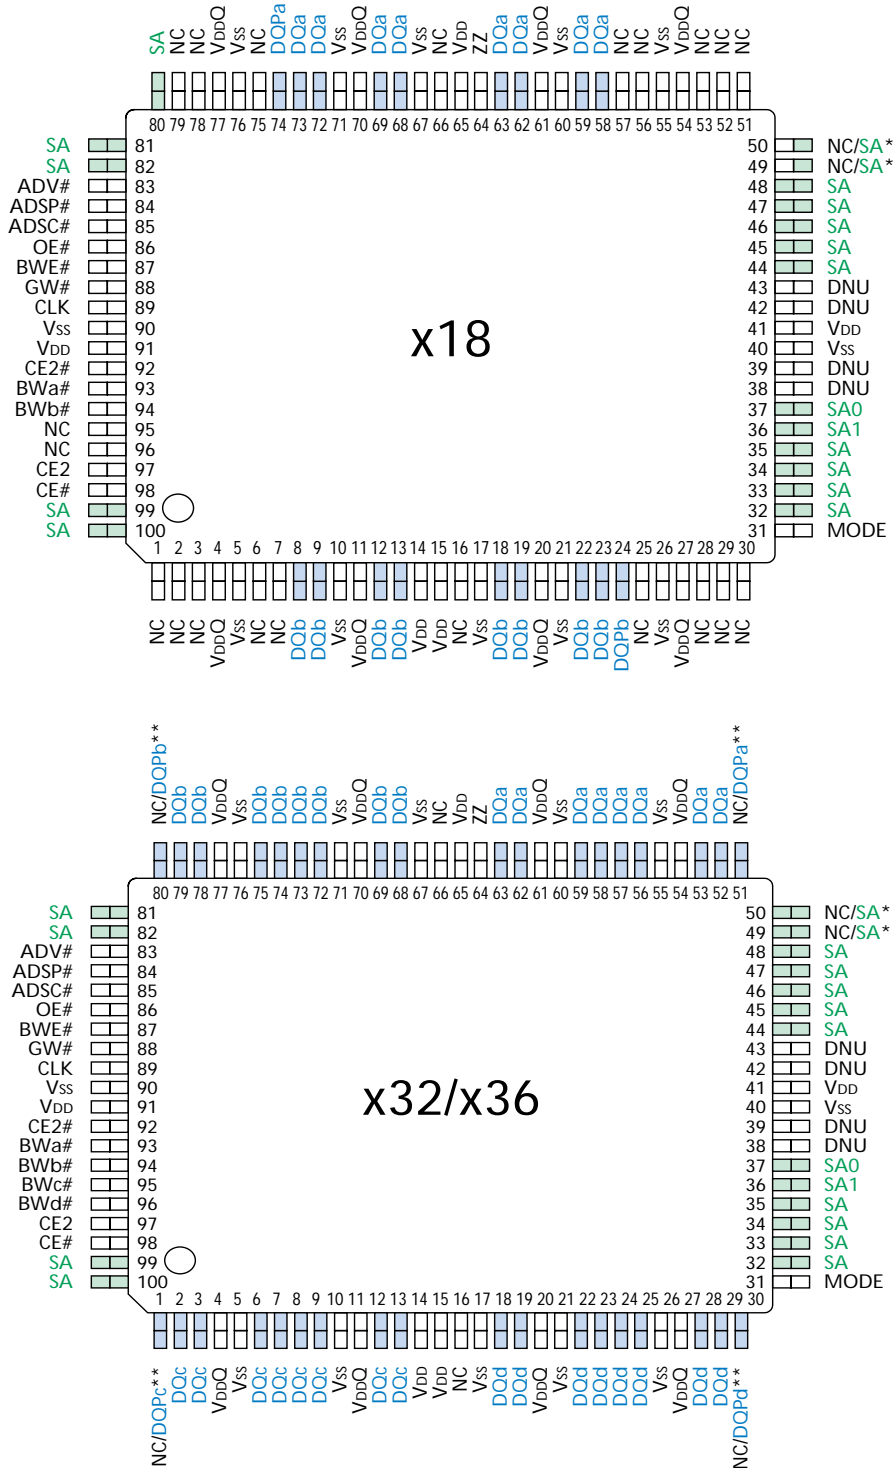 SA NC NC VDDQ VSS NC DQPa DQa DQa VSS VDDQ DQa DQa VSS NC VDD ZZ DQa DQa VDDQ VSS DQa DQa NC NC VSS VDDQ NC NC NC
80 79 78 77 76 75 74 73 72 71 70 69 68 67 66 65 64 63 62 61 60 59 58 57 56 55 54 53 52 51
SA 81 50 NC/SA*
SA 82 49 NC/SA*
ADV# 83 48 SA
ADSP# 84 47 SA
ADSC# 85 46 SA
OE# 86 45 SA
BWE# 87 44 SA
GW# 88 43 DNU
CLK 89 42 DNU
VSS 90 41 VDD
x18
VDD 91 40 VSS
CE2# 92 39 DNU
BWa# 93 38 DNU
BWb# 94 37 SA0
NC 95 36 SA1
NC 96 35 SA
CE2 97 34 SA
CE# 98 33 SA
SA 99 32 SA
SA 100 31 MODE
1 2 3 4 5 6 7 8 9 10 11 12 13 14 15 16 17 18 19 20 21 22 23 24 25 26 27 28 29 30
NC NC NC VDDQ VSS NC NC DQb DQb VSS VDDQ DQb DQb VDD VDD NC VSS DQb DQb VDDQ VSS DQb DQb DQPb NC VSS VDDQ NC NC NC
NC/DQPb** DQb DQb VDDQ VSS DQb DQb DQb DQb VSS VDDQ DQb DQb VSS NC VDD ZZ DQa DQa VDDQ VSS DQa DQa DQa DQa VSS VDDQ DQa DQa NC/DQPa**
80 79 78 77 76 75 74 73 72 71 70 69 68 67 66 65 64 63 62 61 60 59 58 57 56 55 54 53 52 51
SA 81 50 NC/SA*
SA 82 49 NC/SA*
ADV# 83 48 SA
ADSP# 84 47 SA
ADSC# 85 46 SA
OE# 86 45 SA
BWE# 87 44 SA
GW# 88 43 DNU
CLK 89 42 DNU
VSS 90 41 VDD
x32/x36
VDD 91 40 VSS
CE2# 92 39 DNU
BWa# 93 38 DNU
BWb# 94 37 SA0
BWc# 95 36 SA1
BWd# 96 35 SA
CE2 97 34 SA
CE# 98 33 SA
SA 99 32 SA
SA 100 31 MODE
1 2 3 4 5 6 7 8 9 10 11 12 13 14 15 16 17 18 19 20 21 22 23 24 25 26 27 28 29 30
NC/DQPc** DQc DQc VDDQ VSS DQc DQc DQc DQc VSS VDDQ DQc DQc VDD VDD NC VSS DQd DQd VDDQ VSS DQd DQd DQd DQd VSS VDDQ DQd DQd NC/DQPd**